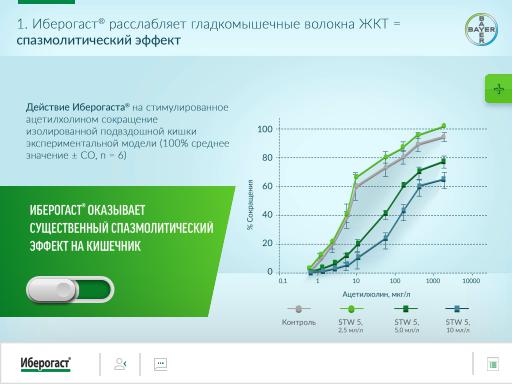 1. Иберогаст® расслабляет гладкомышечные волокна ЖКТ =
спазмолитический эффект
BAYER
BAYER
Действие Иберогаста® на стимулированное
ацетилхолином сокращение
изолированной подвздошной кишки
экспериментальной модели (100% среднее
значение ± СО, n = 6)
ИБЕРОГАСТ® ОКАЗЫВАЕТ
СУЩЕСТВЕННЫЙ СПАЗМОЛИТИЧЕСКИЙ
ЭФФЕКТ НА КИШЕЧНИК
% Сокращения
100
80
60
40
20
0
0.1 1 10 100 1000 10000
Ацетилхолин, мкг/л
Контроль
STW 5,
2,5 мл/л
STW 5,
5,0 мл/л
STW 5,
10 мл/л
Иберогаст®